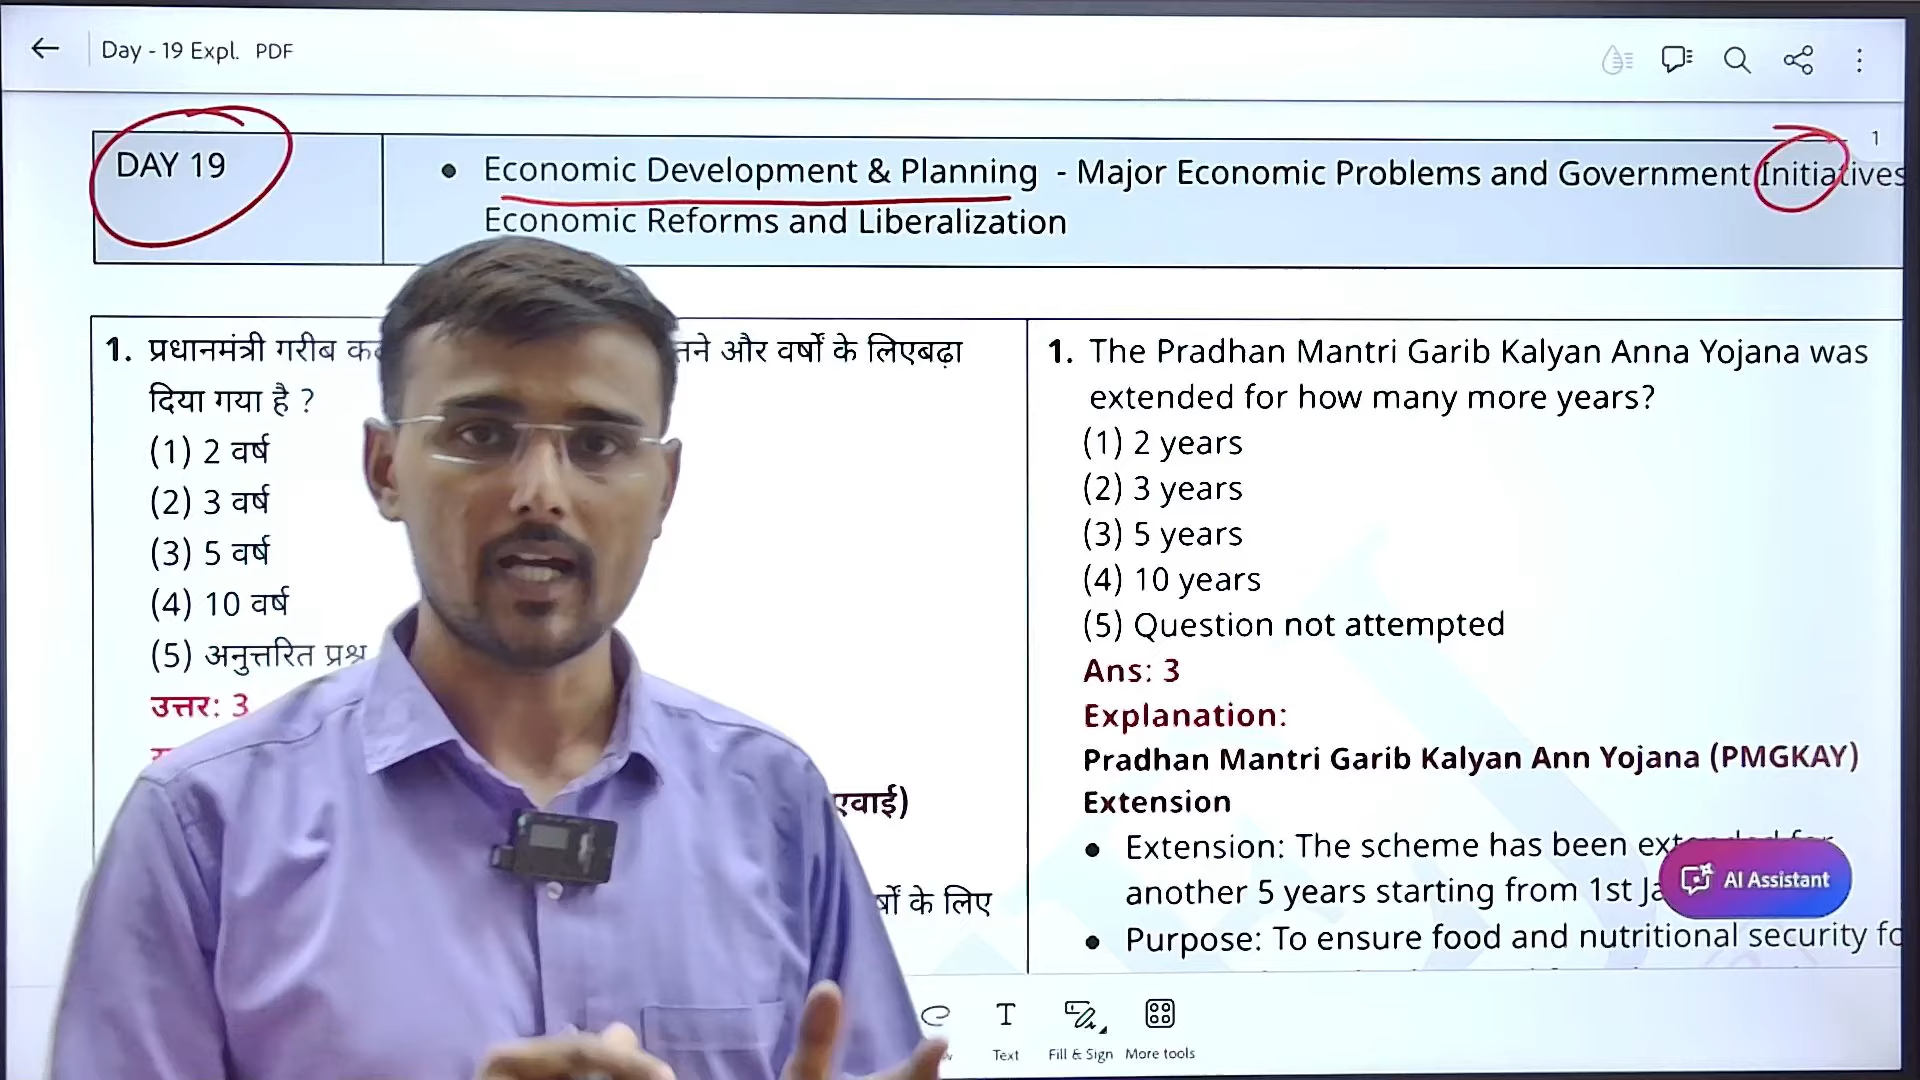 Day - 19 Expl. PDF
1
DAY 19
• Economic Development & Planning - Major Economic Problems and Government Initiatives
Economic Reforms and Liberalization
1. प्रधानमंत्री गरीब और वर्षों के लिएबढ़ा
दिया गया है ?
(1) 2 वर्ष
(2) 3 वर्ष
(3) 5 वर्ष
(4) 10 वर्ष
(5) अनुत्तरित प्रश्न
उत्तर: 3
के लिए
1. The Pradhan Mantri Garib Kalyan Anna Yojana was
extended for how many more years?
(1) 2 years
(2) 3 years
(3) 5 years
(4) 10 years
(5) Question not attempted
Ans: 3
Explanation:
Pradhan Mantri Garib Kalyan Ann Yojana (PMGKAY)
Extension
• Extension: The scheme has been
another 5 years starting from 1st
• Purpose: To ensure food and nutritional security
AI Assistant
Text
Fill & Sign
More tools